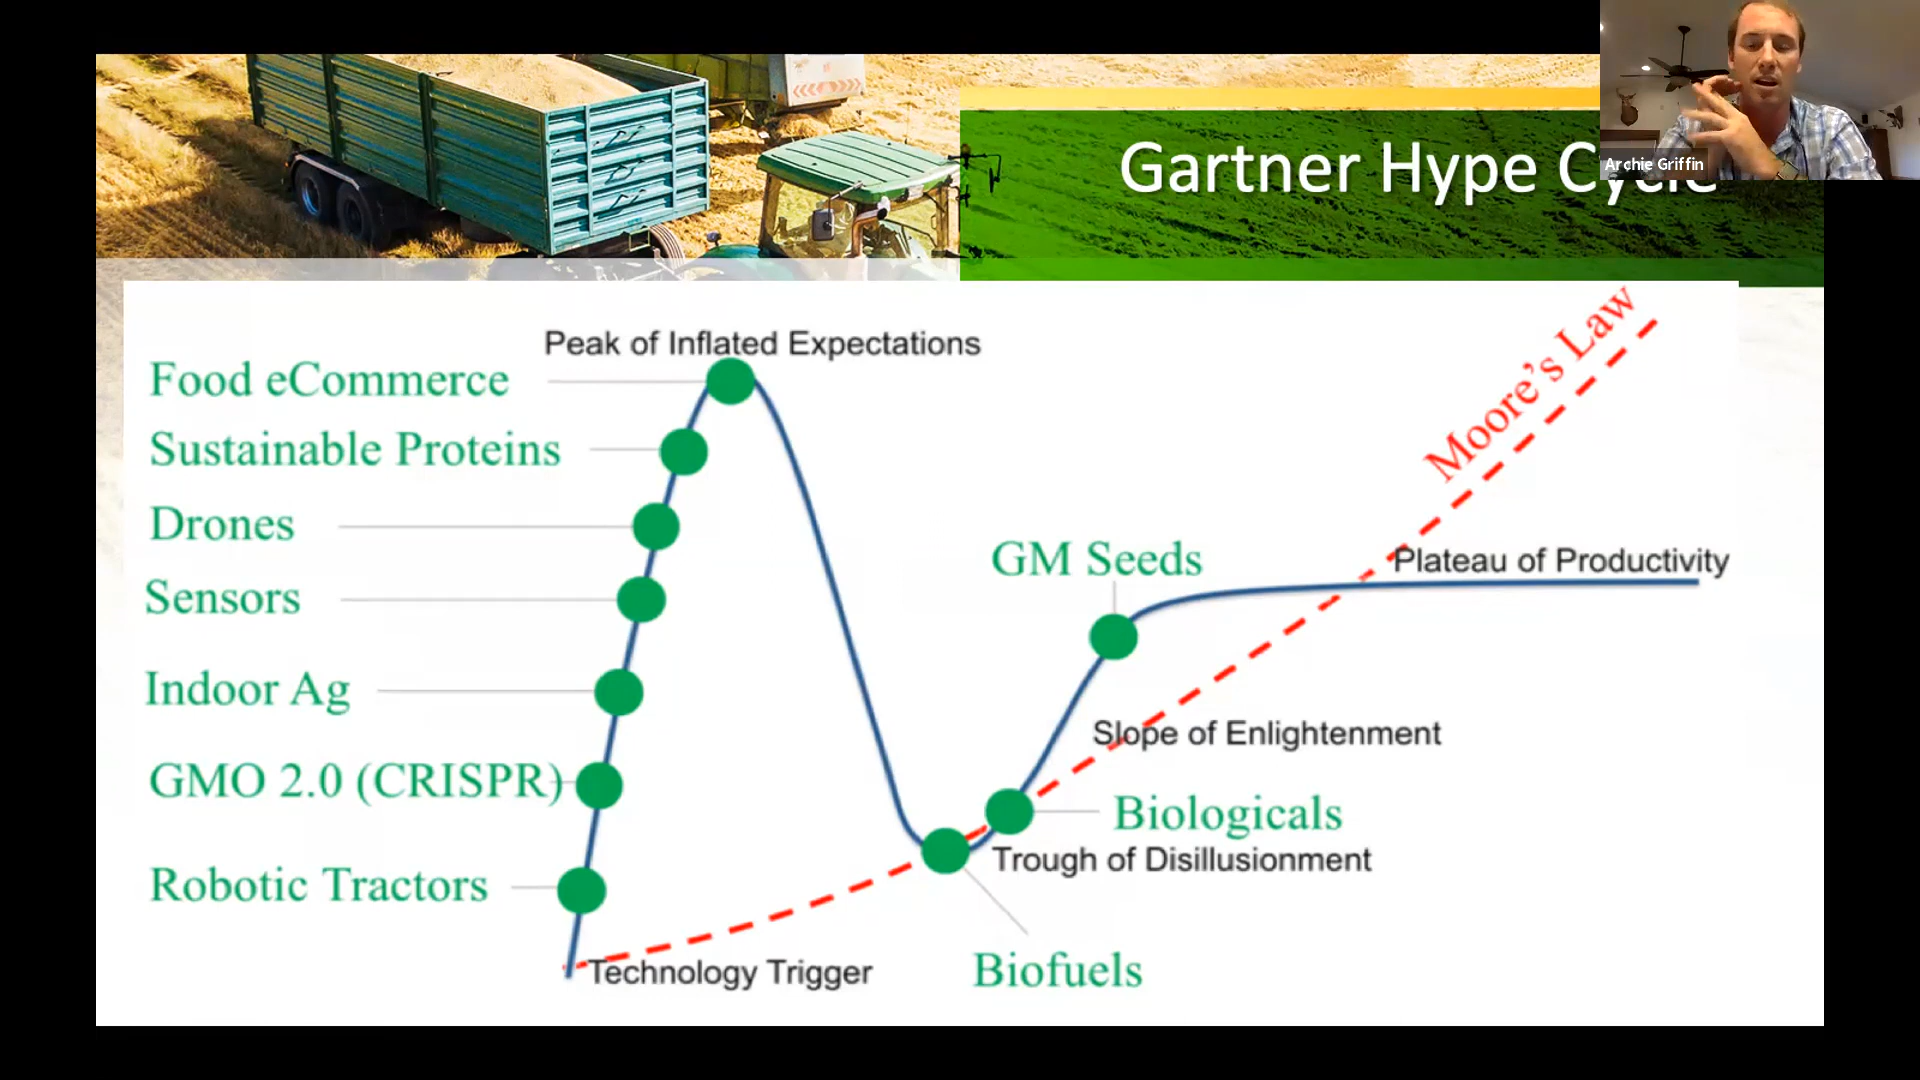 Gartner Hype Cycle
Archie Griffin
Peak of Inflated Expectations
Food eCommerce
Sustainable Proteins
Drones
Sensors
Indoor Ag
GMO 2.0 (CRISPR)
Robotic Tractors
Technology Trigger
Moore's Law
GM Seeds
Plateau of Productivity
Slope of Enlightenment
Biologicals
Trough of Disillusionment
Biofuels